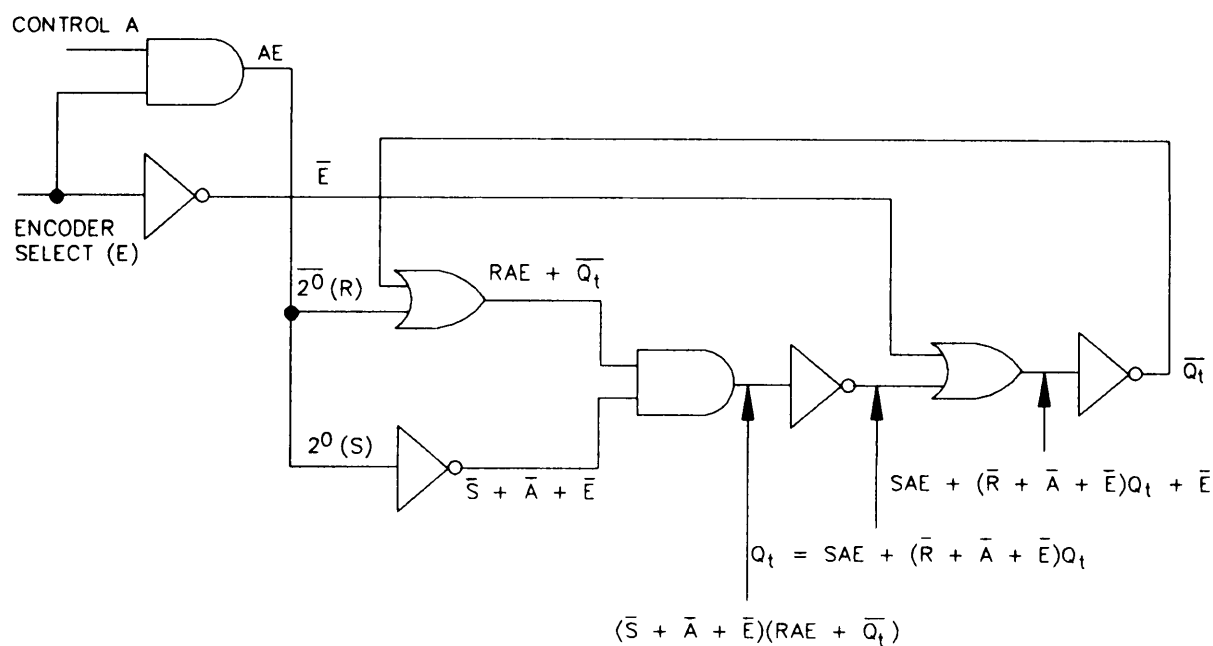 CONTROL A
AE
E̅
ENCODER
SELECT (E)
2̅⁰̅ (R)
RAE + Q̅ₜ̅
2⁰ (S)
S̅ + A̅ + E̅
Q̅ₜ̅
SAE + (R̅ + A̅ + E̅)Qₜ + E̅
Qₜ = SAE + (R̅ + A̅ + E̅)Qₜ
(S̅ + A̅ + E̅)(RAE + Q̅ₜ̅)